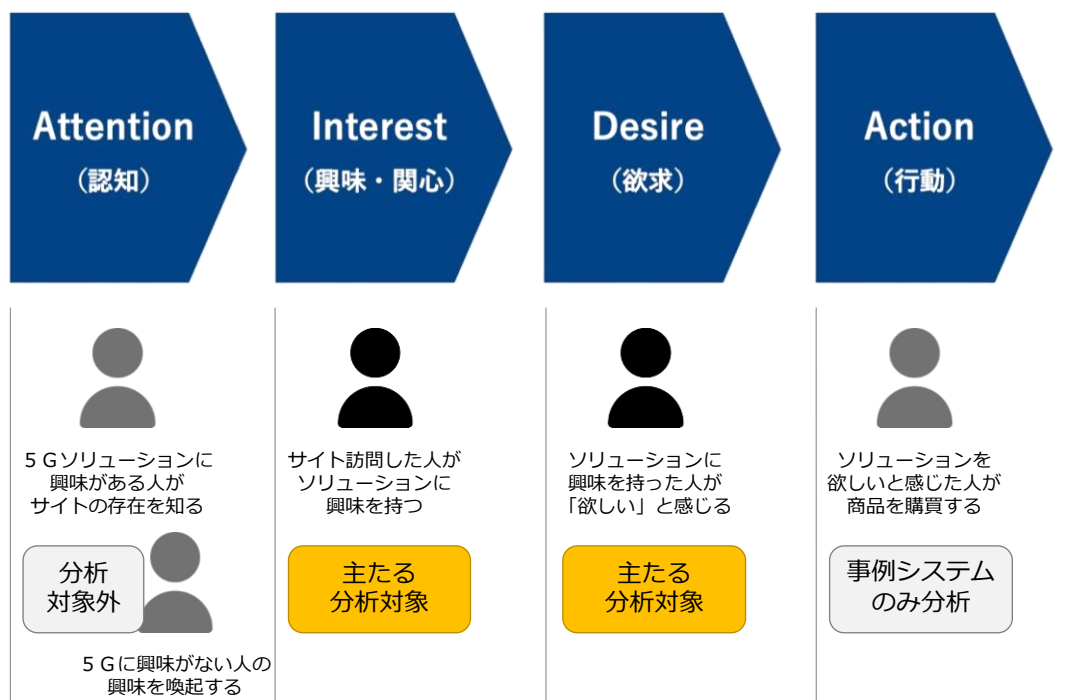 Attention
（認知）
Interest
（興味・関心）
Desire
（欲求）
Action
（行動）
５Gソリューションに
興味がある人が
サイトの存在を知る
分析
対象外
５Gに興味がない人の
興味を喚起する
サイト訪問した人が
ソリューションに
興味を持つ
主たる
分析対象
ソリューションに
興味を持った人が
「欲しい」と感じる
主たる
分析対象
ソリューションを
欲しいと感じた人が
商品を購買する
事例システム
のみ分析